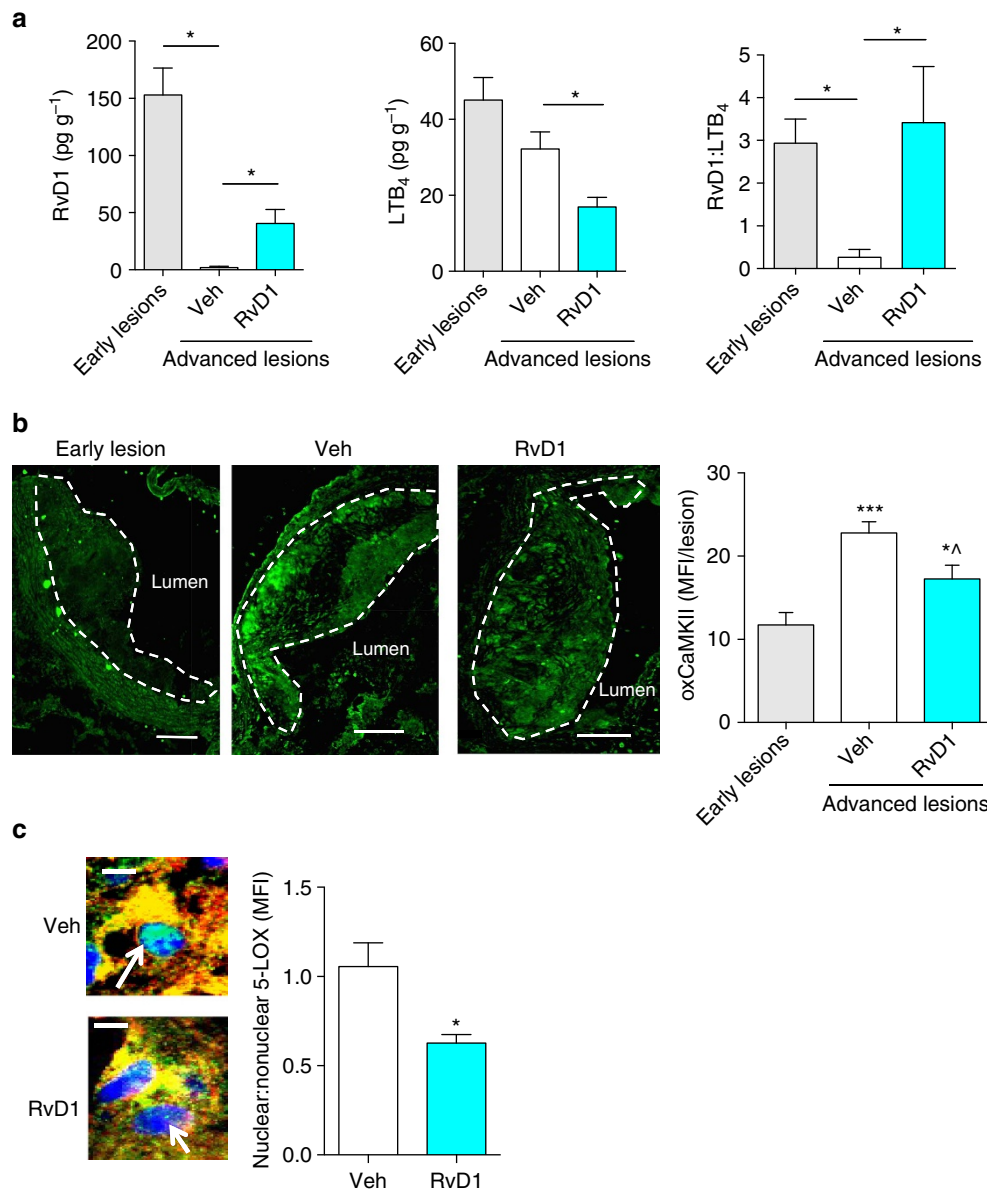 a
RvD1 (pg g⁻¹)
200
150
100
50
0
*
*
Early lesions
Veh
RvD1
Advanced lesions
LTB₄ (pg g⁻¹)
60
40
20
0
*
Early lesions
Veh
RvD1
Advanced lesions
RvD1:LTB₄
5
4
3
2
1
0
*
*
Early lesions
Veh
RvD1
Advanced lesions
b
Early lesion
Veh
RvD1
Lumen
Lumen
Lumen
oxCaMKII (MFI/lesion)
30
20
10
0
***
*^
Early lesions
Veh
RvD1
Advanced lesions
c
Veh
RvD1
Nuclear:nonuclear 5-LOX (MFI)
1.5
1.0
0.5
0.0
*
Veh
RvD1